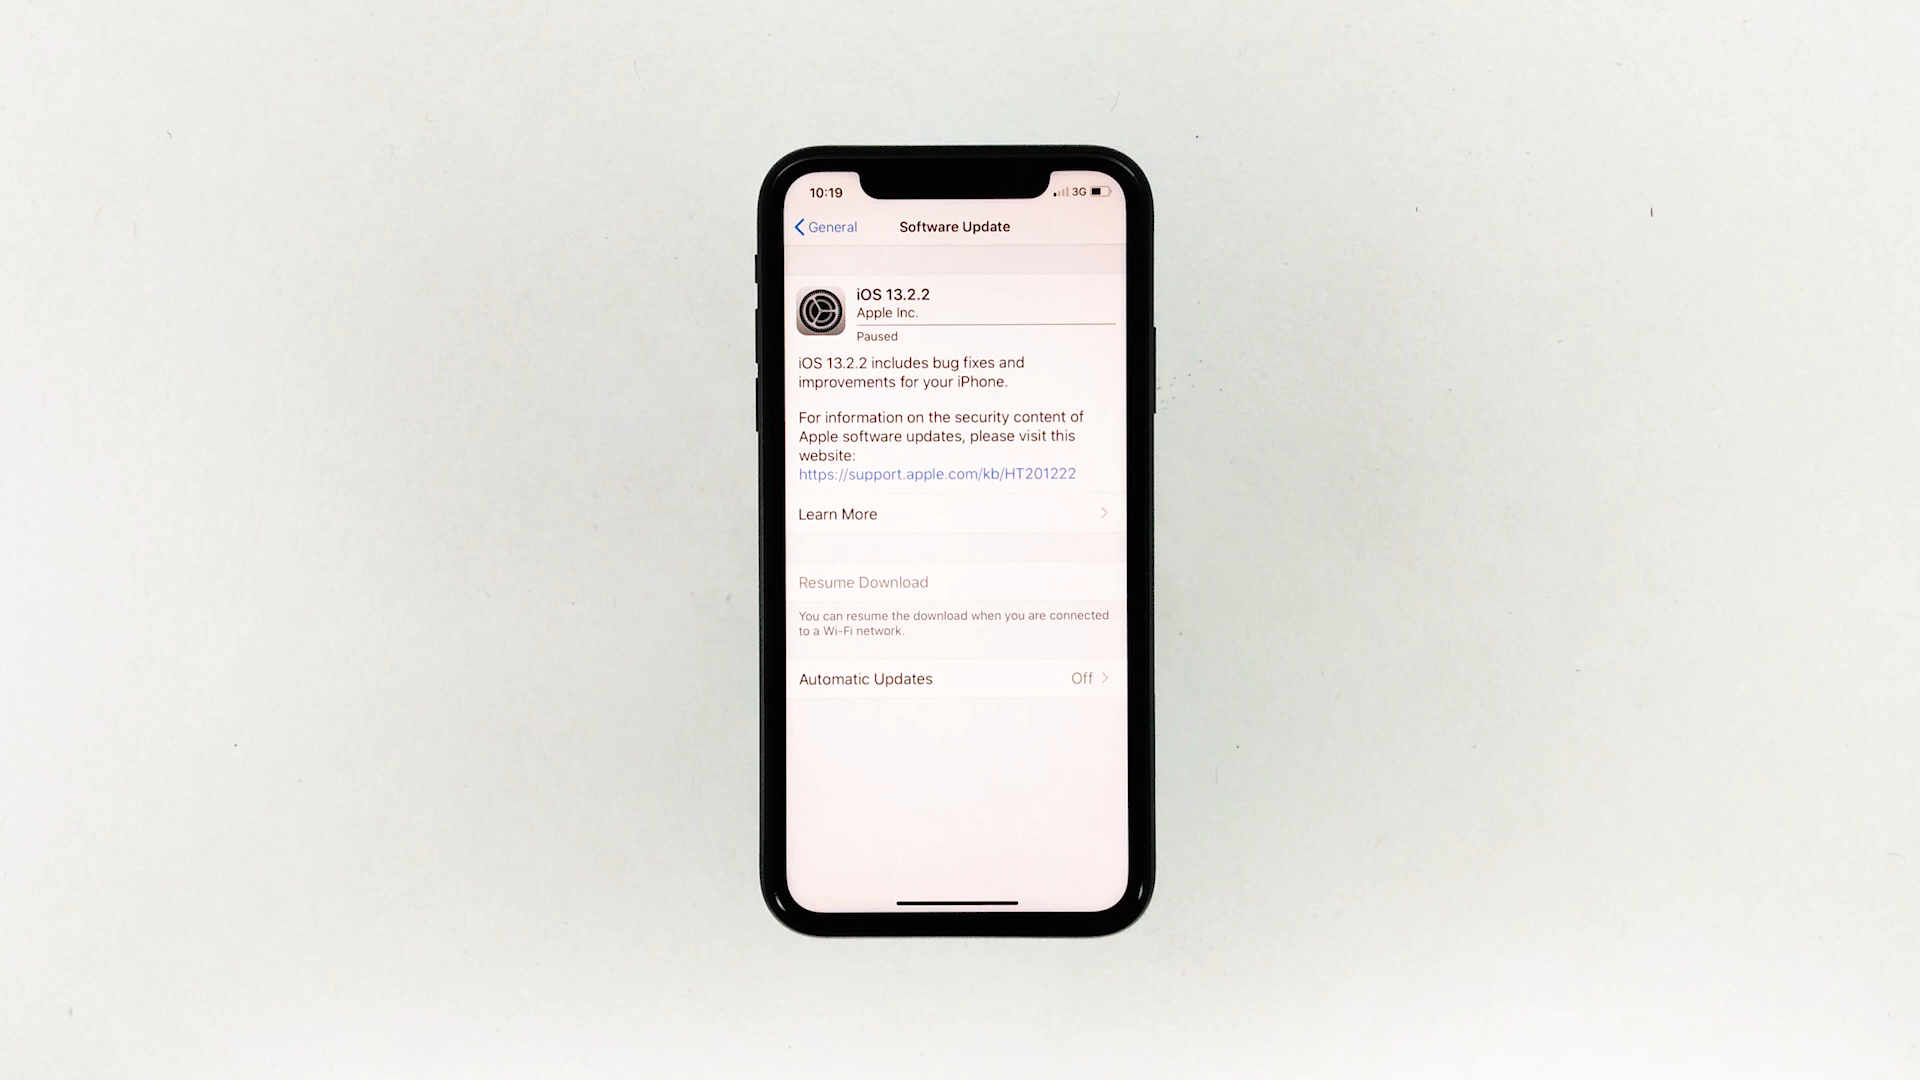 10:19
3G
General
Software Update
iOS 13.2.2
Apple Inc.
Paused
iOS 13.2.2 includes bug fixes and
improvements for your iPhone.
For information on the security content of
Apple software updates, please visit this
website:
https://support.apple.com/kb/HT201222
Learn More
Resume Download
You can resume the download when you are connected
to a Wi-Fi network.
Automatic Updates
Off